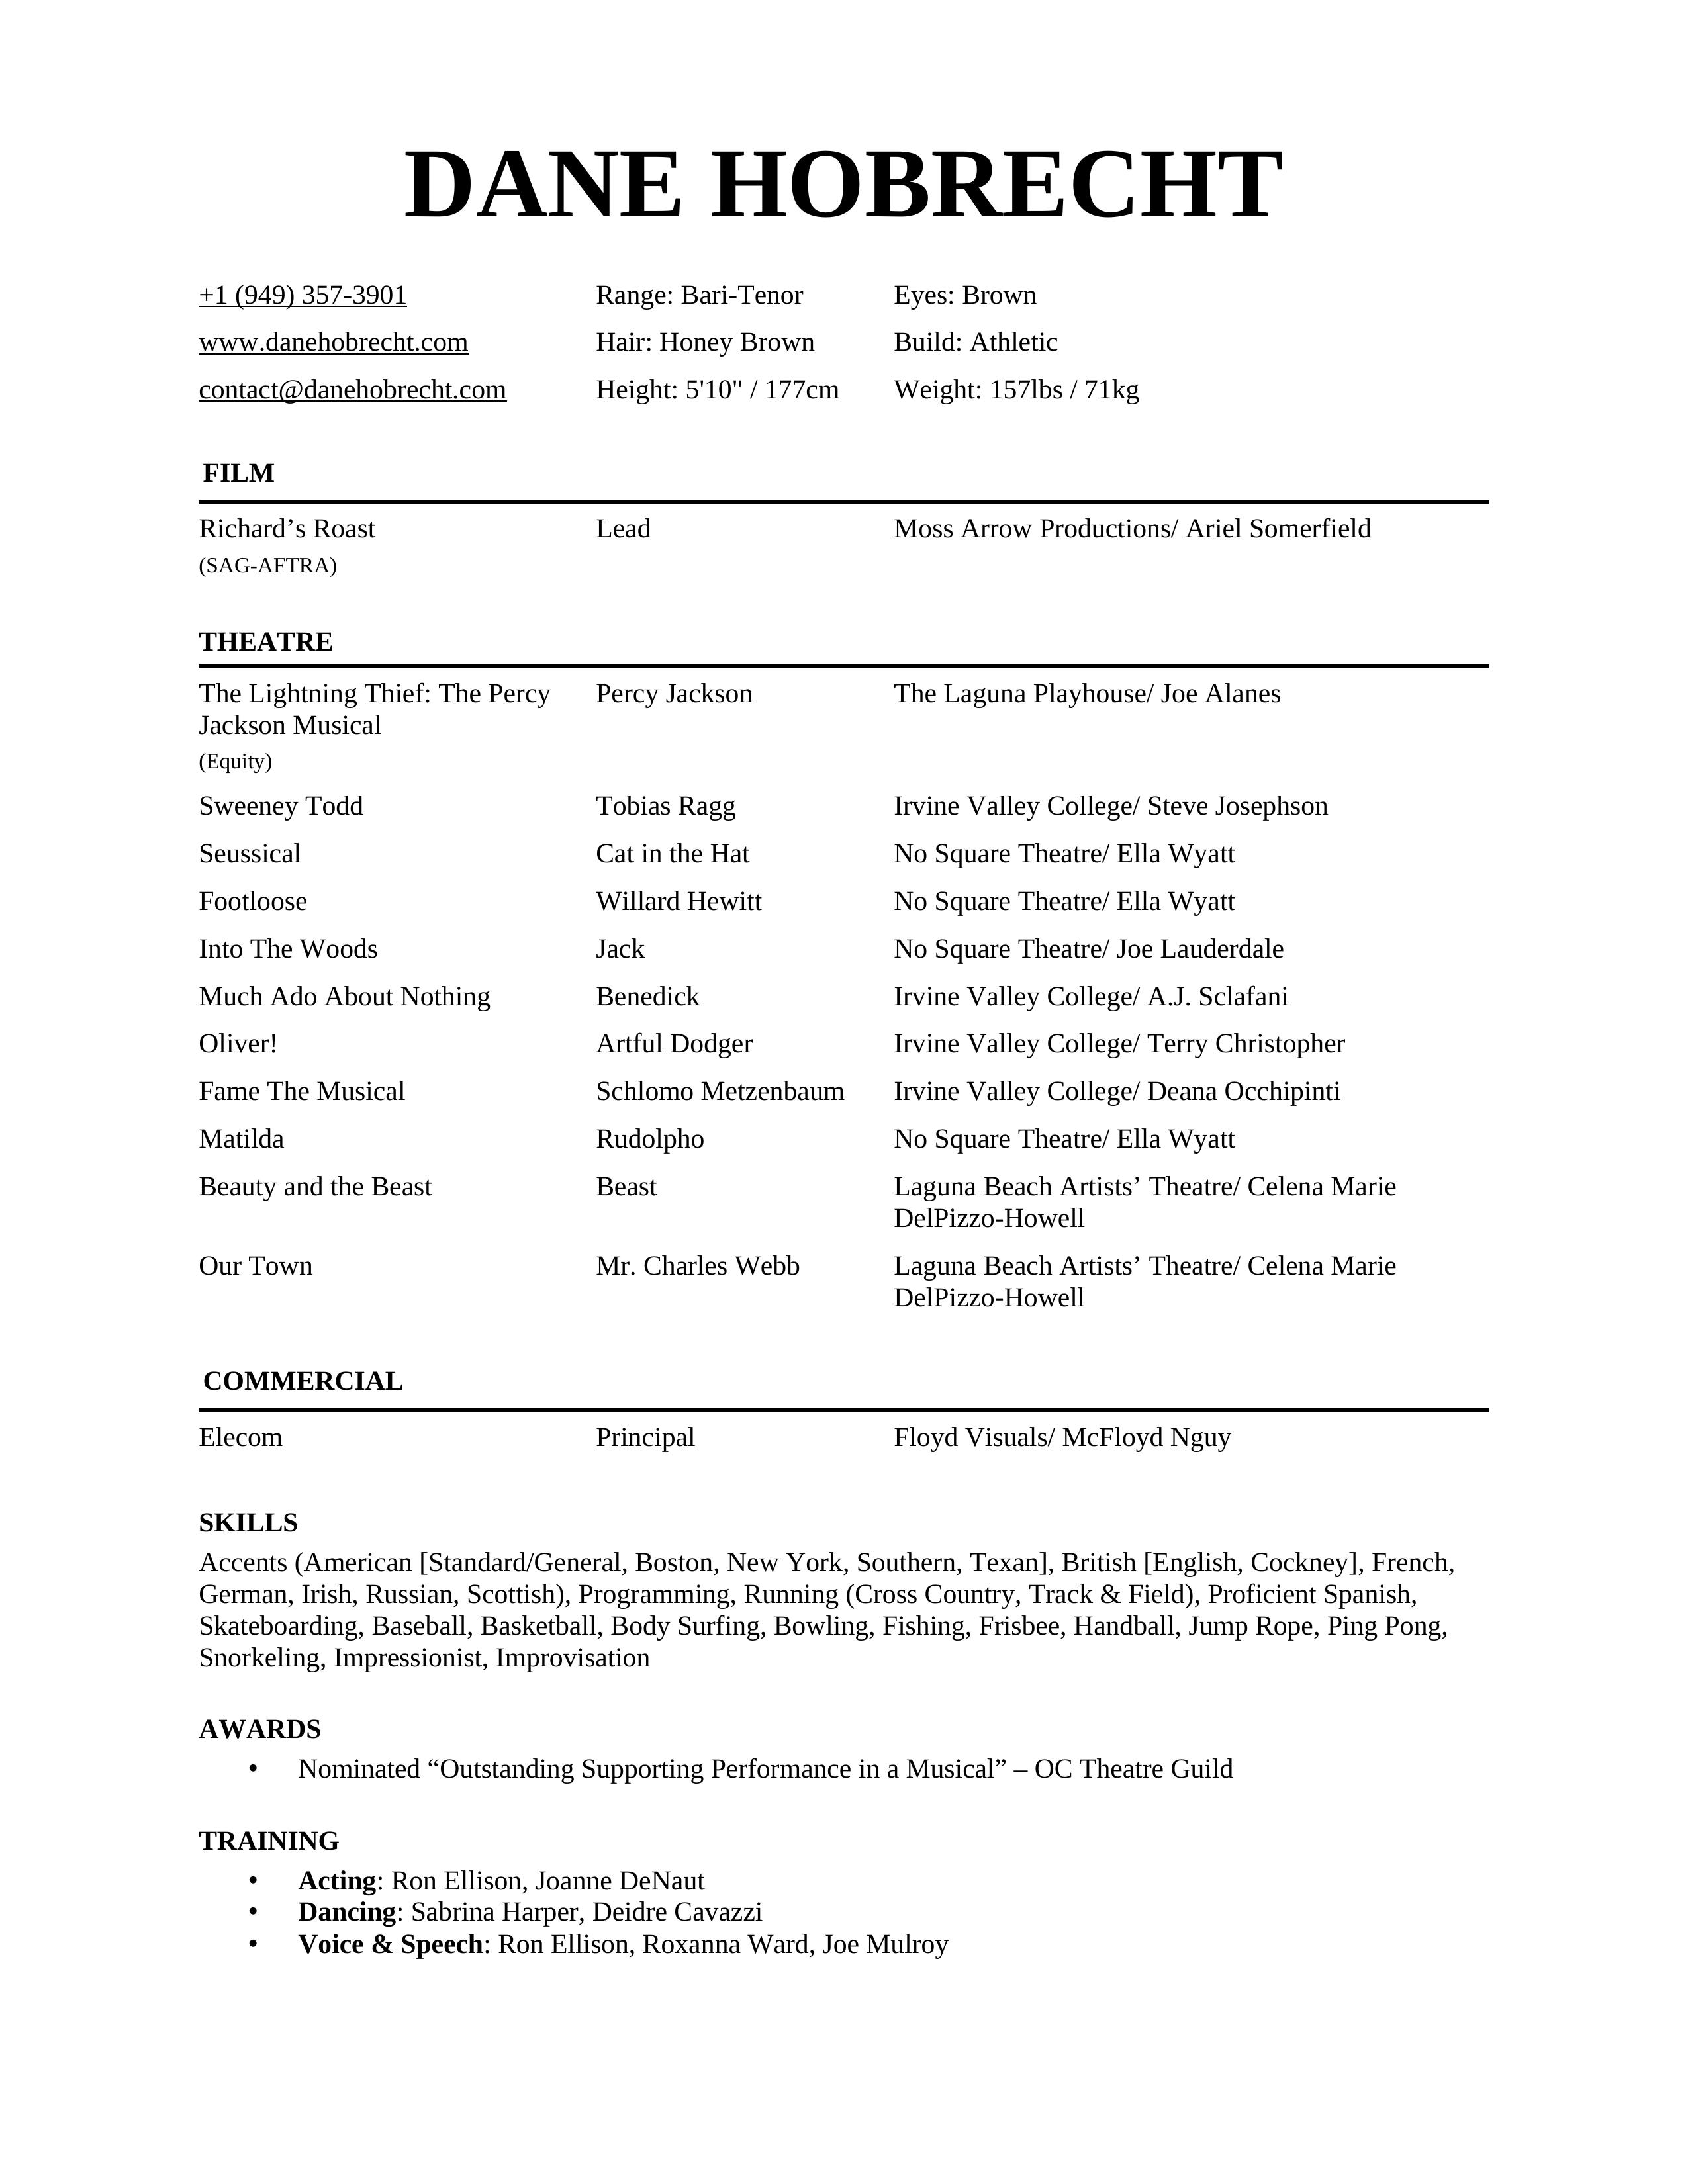 DANE HOBRECHT
+1 (949) 357-3901 Range: Bari-Tenor Eyes: Brown
www.danehobrecht.com Hair: Honey Brown Build: Athletic
contact@danehobrecht.com Height: 5'10" / 177cm Weight: 157lbs / 71kg
FILM
Richard’s Roast Lead Moss Arrow Productions/ Ariel Somerfield
(SAG-AFTRA)
THEATRE
The Lightning Thief: The Percy Percy Jackson The Laguna Playhouse/ Joe Alanes
Jackson Musical
(Equity)
Sweeney Todd Tobias Ragg Irvine Valley College/ Steve Josephson
Seussical Cat in the Hat No Square Theatre/ Ella Wyatt
Footloose Willard Hewitt No Square Theatre/ Ella Wyatt
Into The Woods Jack No Square Theatre/ Joe Lauderdale
Much Ado About Nothing Benedick Irvine Valley College/ A.J. Sclafani
Oliver! Artful Dodger Irvine Valley College/ Terry Christopher
Fame The Musical Schlomo Metzenbaum Irvine Valley College/ Deana Occhipinti
Matilda Rudolpho No Square Theatre/ Ella Wyatt
Beauty and the Beast Beast Laguna Beach Artists’ Theatre/ Celena Marie
DelPizzo-Howell
Our Town Mr. Charles Webb Laguna Beach Artists’ Theatre/ Celena Marie
DelPizzo-Howell
COMMERCIAL
Elecom Principal Floyd Visuals/ McFloyd Nguy
SKILLS
Accents (American [Standard/General, Boston, New York, Southern, Texan], British [English, Cockney], French,
German, Irish, Russian, Scottish), Programming, Running (Cross Country, Track & Field), Proficient Spanish,
Skateboarding, Baseball, Basketball, Body Surfing, Bowling, Fishing, Frisbee, Handball, Jump Rope, Ping Pong,
Snorkeling, Impressionist, Improvisation
AWARDS
• Nominated “Outstanding Supporting Performance in a Musical” – OC Theatre Guild
TRAINING
• Acting: Ron Ellison, Joanne DeNaut
• Dancing: Sabrina Harper, Deidre Cavazzi
• Voice & Speech: Ron Ellison, Roxanna Ward, Joe Mulroy